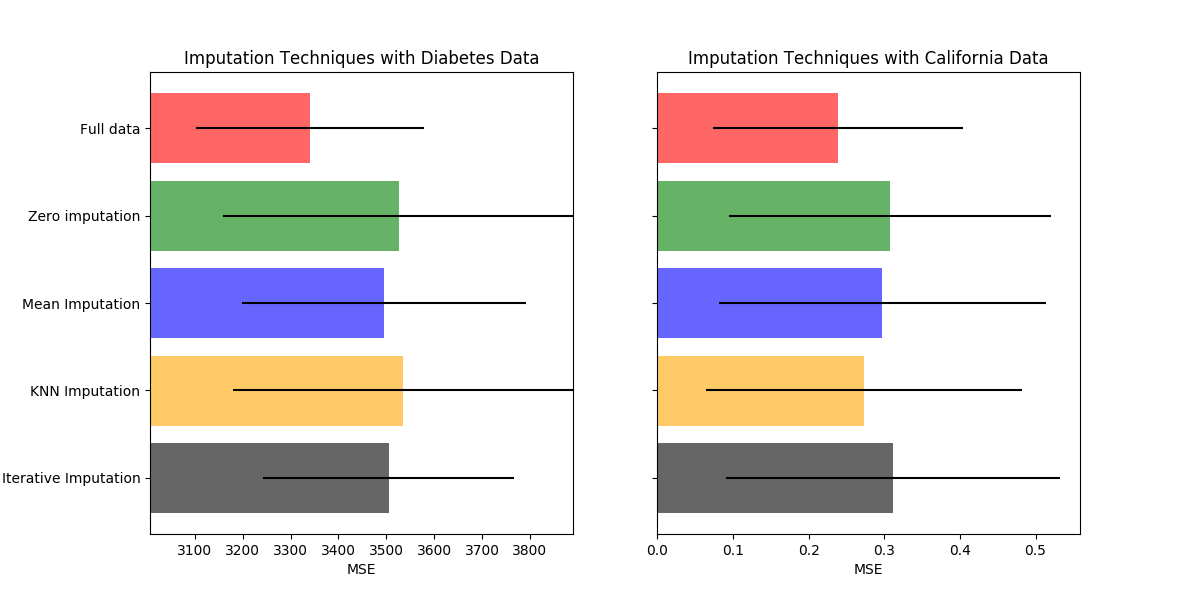 Imputation Techniques with Diabetes Data
Full data
Zero imputation
Mean Imputation
KNN Imputation
Iterative Imputation
3100 3200 3300 3400 3500 3600 3700 3800
MSE
Imputation Techniques with California Data
0.0 0.1 0.2 0.3 0.4 0.5
MSE